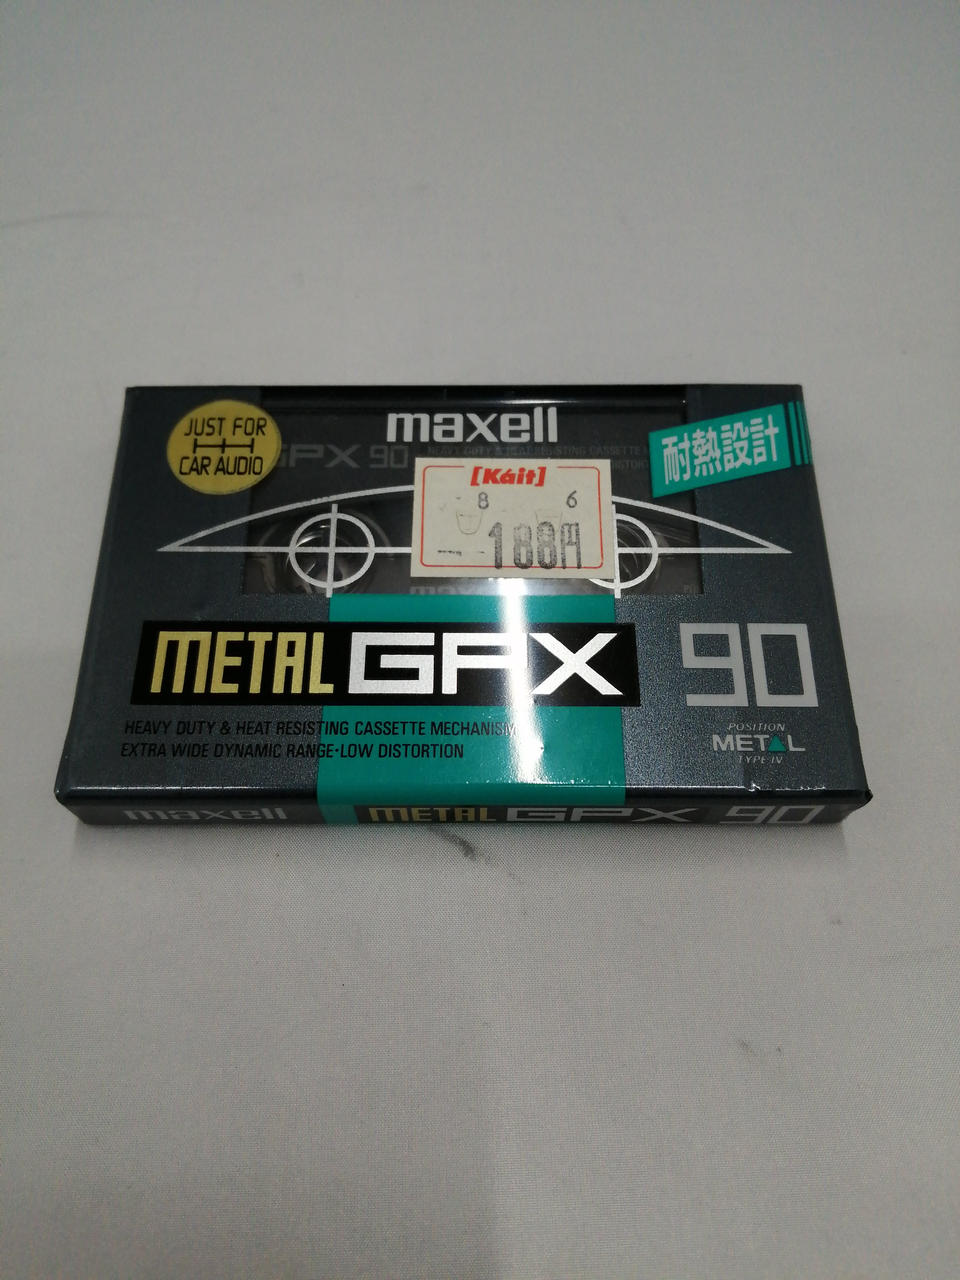 maxell
JUST FOR
CAR AUDIO
耐熱設計
GPX 90
[Káit]
8 6
188円
METAL GPX 90
HEAVY DUTY & HEAT RESISTING CASSETTE MECHANISM
EXTRA WIDE DYNAMIC RANGE·LOW DISTORTION
POSITION
METAL
TYPE IV
maxell METAL GPX 90